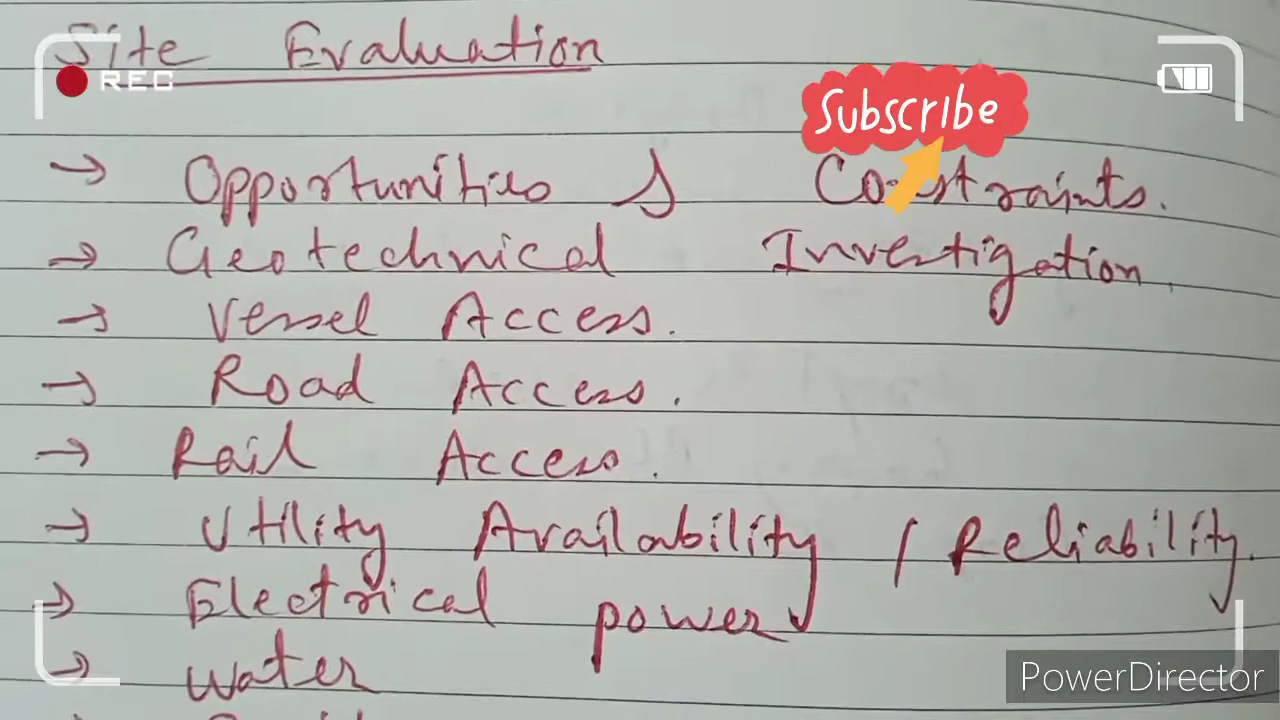 Site Evaluation
REC
Subscribe
→ Opportunities & Constraints.
→ Geotechnical Investigation.
→ Vessel Access.
→ Road Access.
→ Rail Access.
→ Utility Availability / Reliability.
→ Electrical power
→ Water
PowerDirector